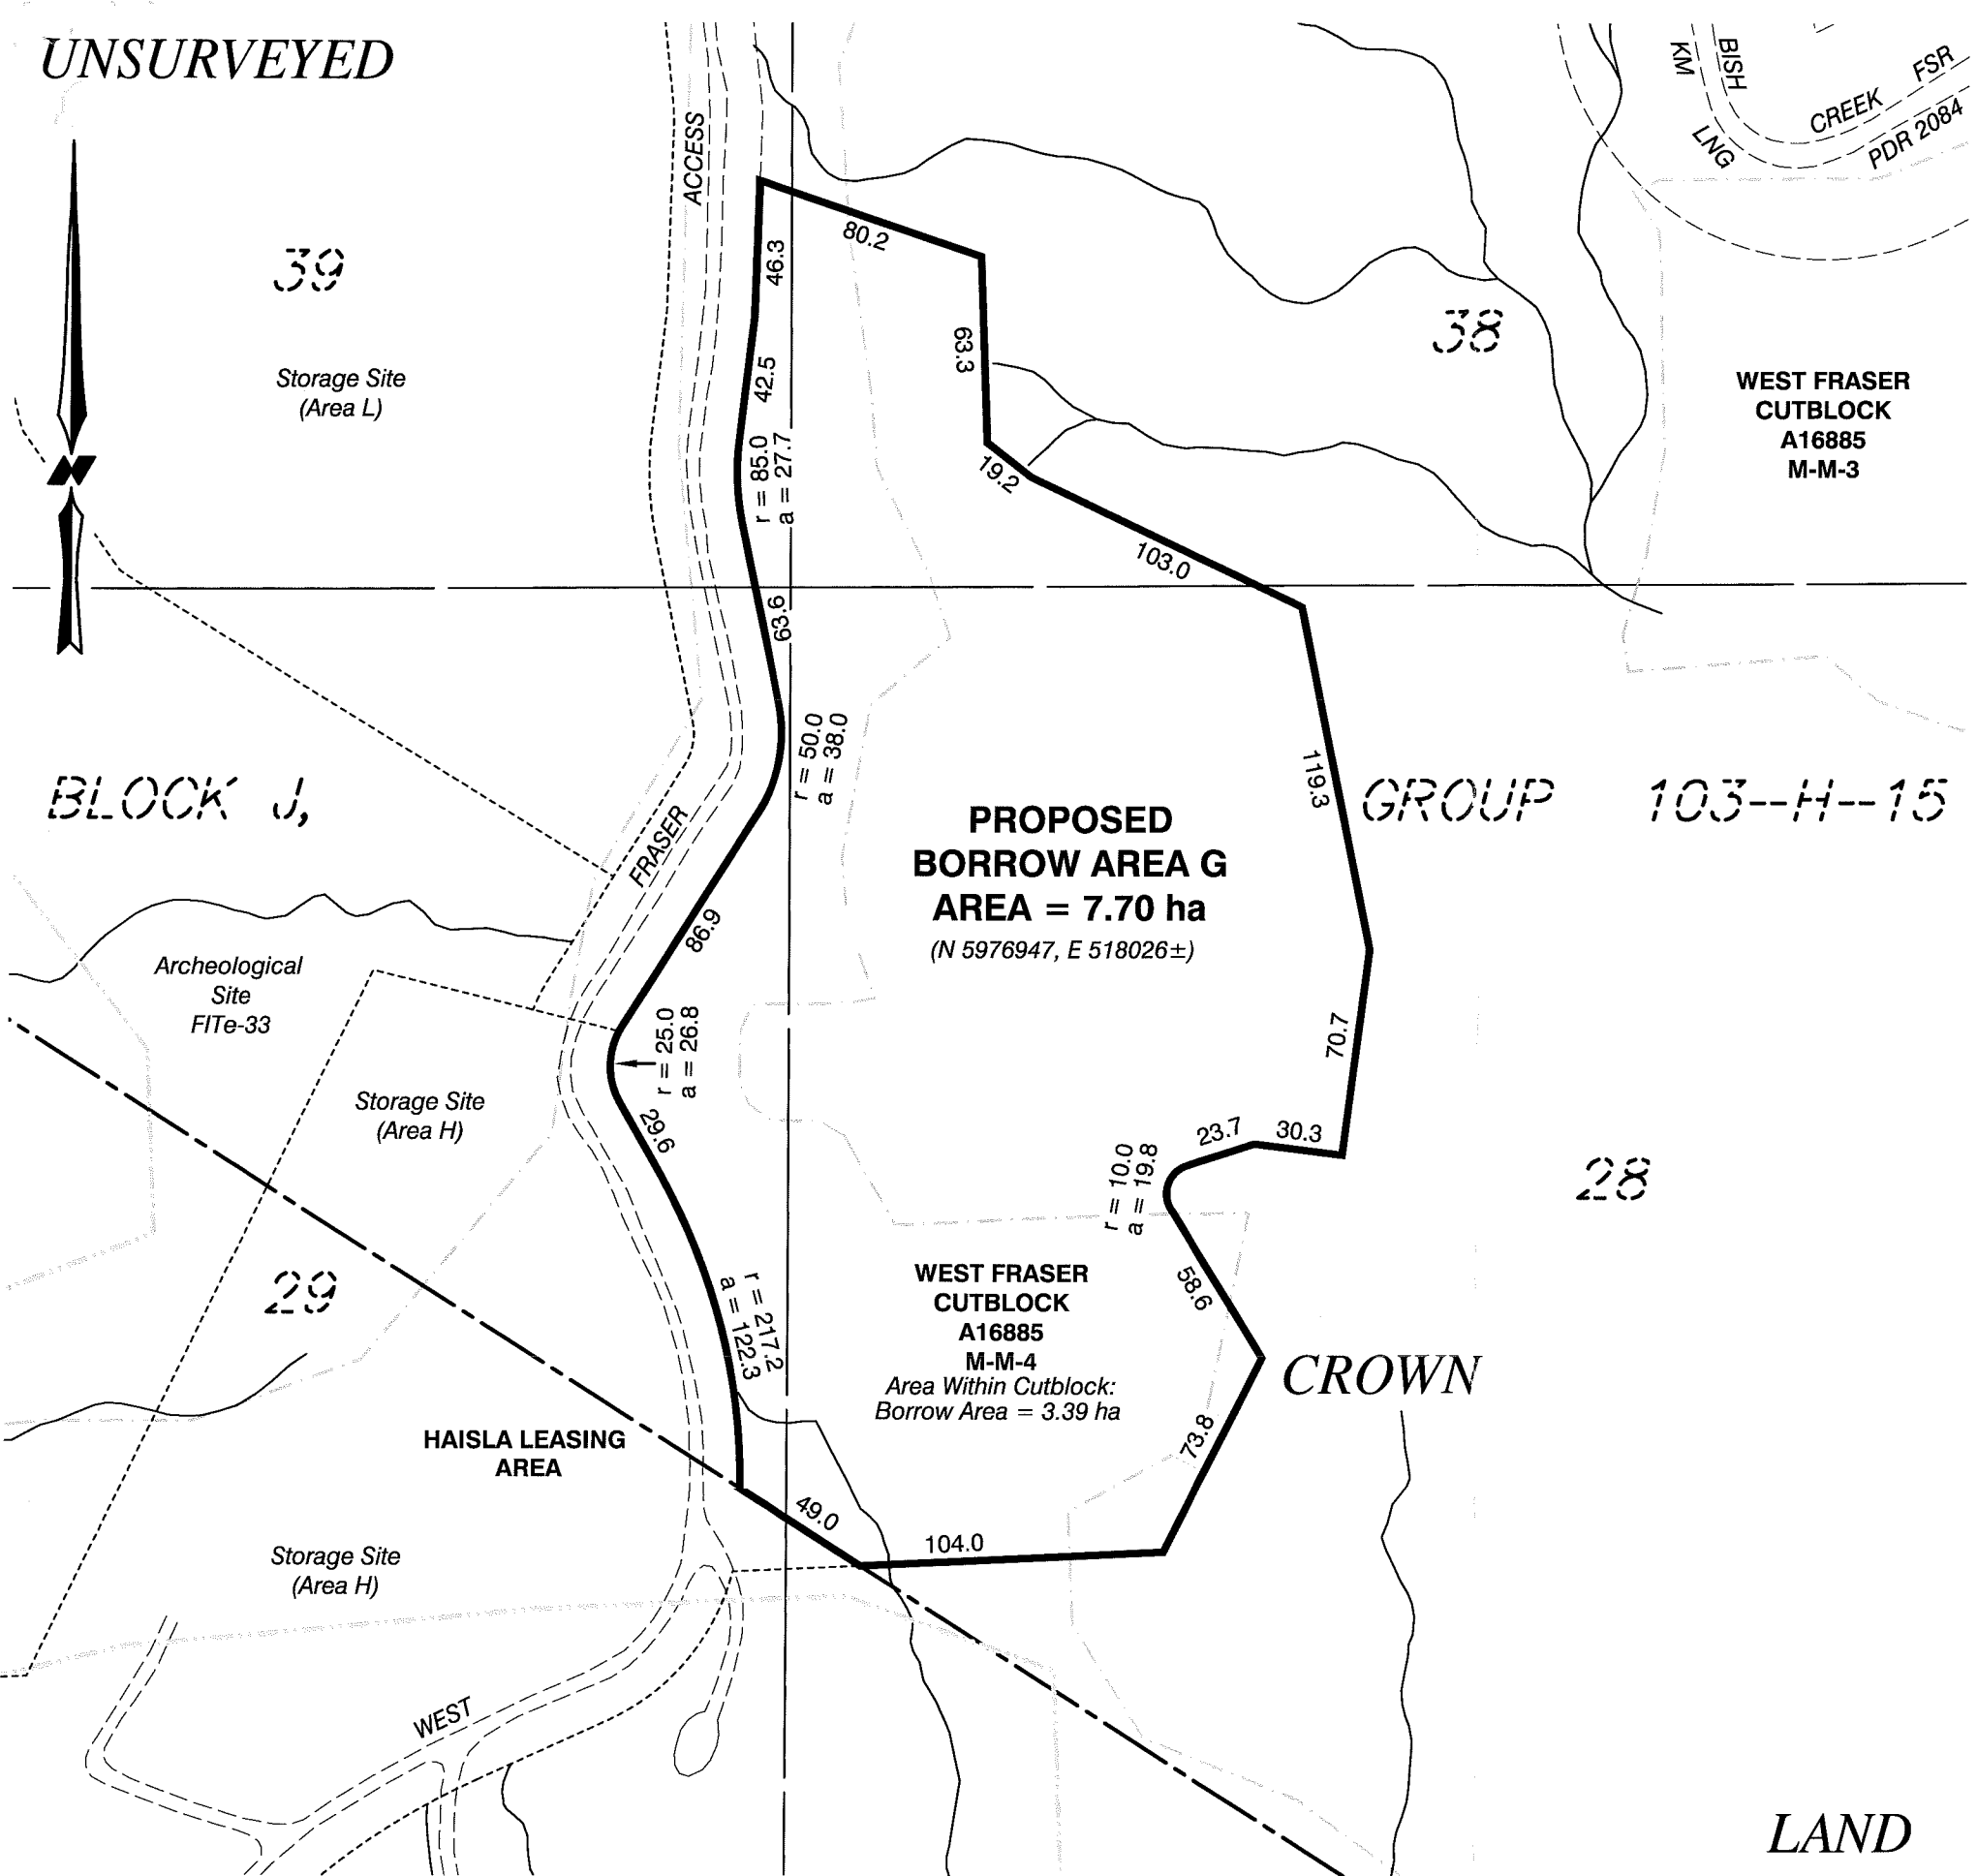 UNSURVEYED
39
Storage Site
(Area L)
ACCESS
46.3
80.2
42.5
r = 85.0
a = 27.7
63.3
19.2
103.0
38
KM
LNG
BISH
CREEK
FSR
PDR 2084
WEST FRASER
CUTBLOCK
A16885
M-M-3
63.6
r = 50.0
a = 38.0
119.3
BLOCK J,
GROUP 103--H--15
FRASER
86.9
PROPOSED
BORROW AREA G
AREA = 7.70 ha
(N 5976947, E 518026±)
Archeological
Site
FITe-33
r = 25.0
a = 26.8
70.7
Storage Site
(Area H)
29.6
r = 10.0
a = 19.8
23.7
30.3
28
29
r = 217.2
a = 122.3
58.6
WEST FRASER
CUTBLOCK
A16885
M-M-4
Area Within Cutblock:
Borrow Area = 3.39 ha
CROWN
73.8
HAISLA LEASING
AREA
49.0
104.0
Storage Site
(Area H)
WEST
LAND